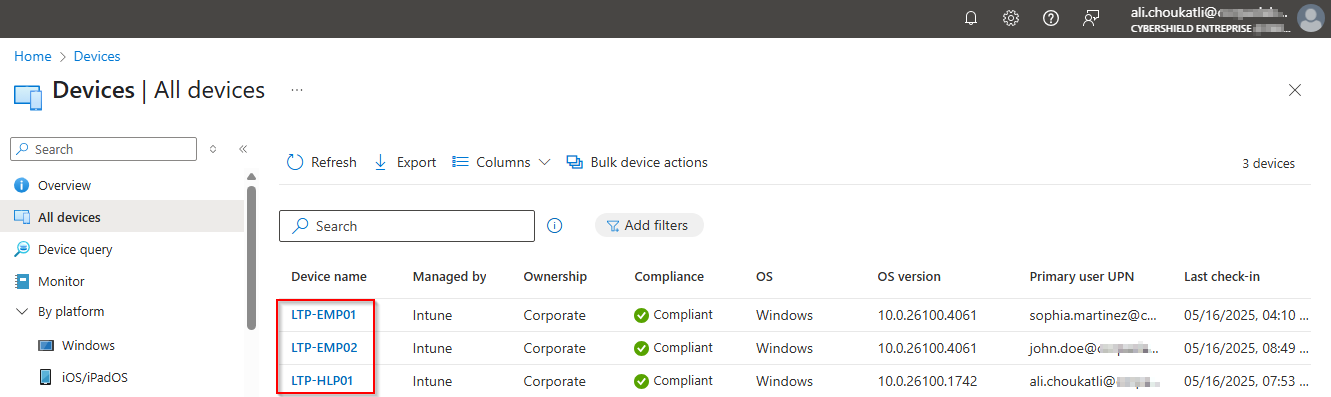 ali.choukatli@
CYBERSHIELD ENTREPRISE
Home > Devices
Devices | All devices ...
Search
Refresh Export Columns Bulk device actions 3 devices
Overview
All devices
Search Add filters
Device query
Device name Managed by Ownership Compliance OS OS version Primary user UPN Last check-in
Monitor
By platform
LTP-EMP01 Intune Corporate Compliant Windows 10.0.26100.4061 sophia.martinez@c... 05/16/2025, 04:10 ...
Windows
LTP-EMP02 Intune Corporate Compliant Windows 10.0.26100.4061 john.doe@ ... 05/16/2025, 08:49 ...
iOS/iPadOS
LTP-HLP01 Intune Corporate Compliant Windows 10.0.26100.1742 ali.choukatli@ ... 05/16/2025, 07:53 ...